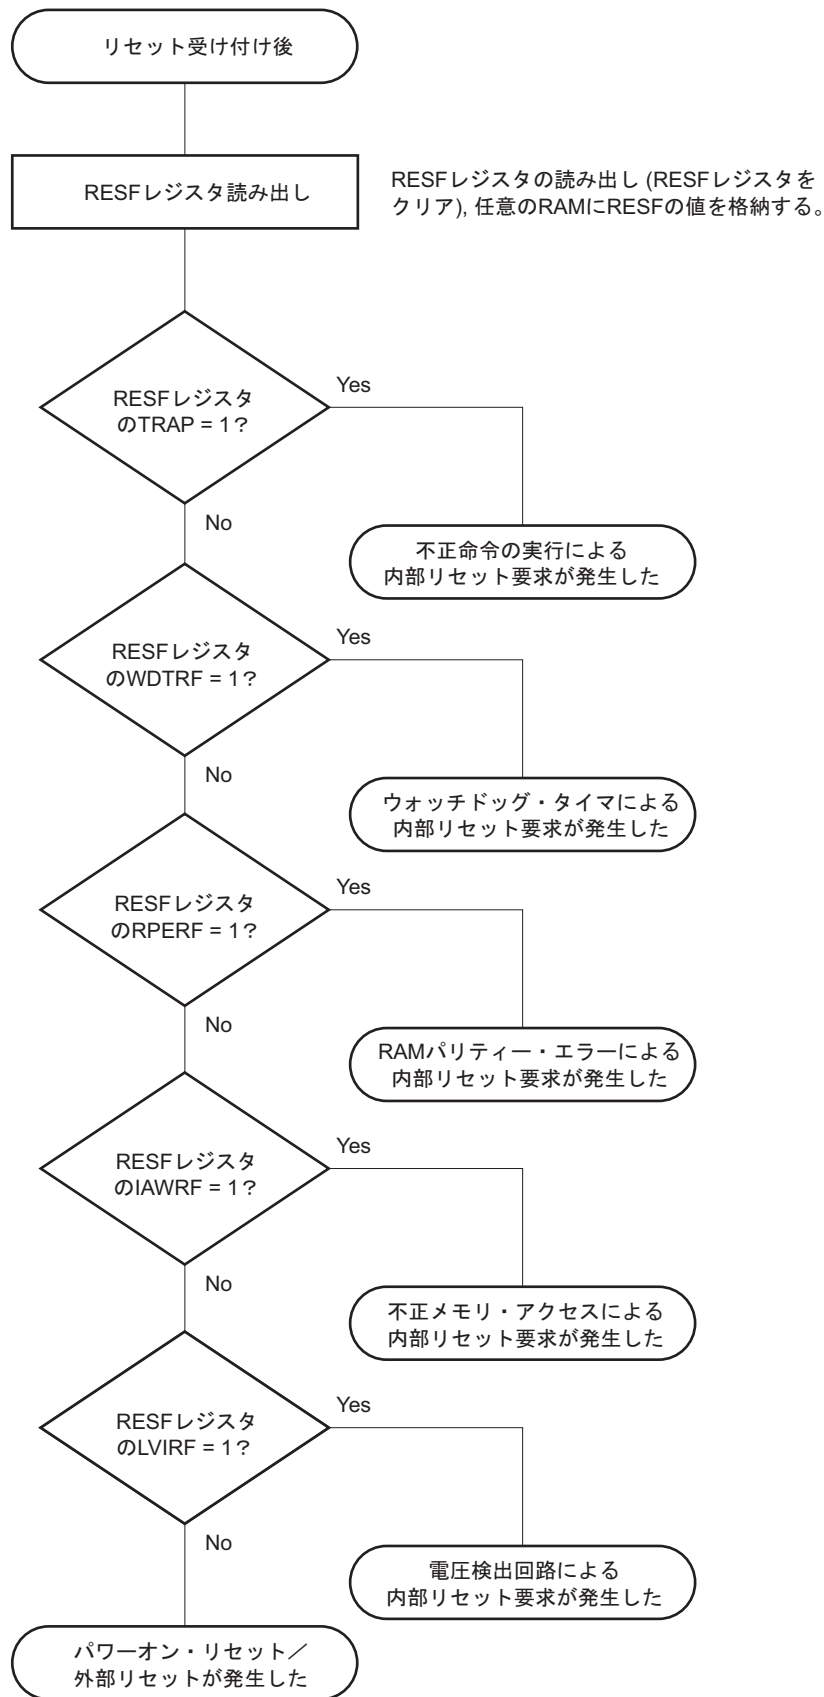 リセット受け付け後
RESFレジスタ読み出し
RESFレジスタの読み出し (RESFレジスタを
クリア), 任意のRAMにRESFの値を格納する。
RESFレジスタ
のTRAP = 1?
Yes
No
不正命令の実行による
内部リセット要求が発生した
RESFレジスタ
のWDTRF = 1?
Yes
No
ウォッチドッグ・タイマによる
内部リセット要求が発生した
RESFレジスタ
のRPERF = 1?
Yes
No
RAMパリティー・エラーによる
内部リセット要求が発生した
RESFレジスタ
のIAWRF = 1?
Yes
No
不正メモリ・アクセスによる
内部リセット要求が発生した
RESFレジスタ
のLVIRF = 1?
Yes
No
電圧検出回路による
内部リセット要求が発生した
パワーオン・リセット／
外部リセットが発生した